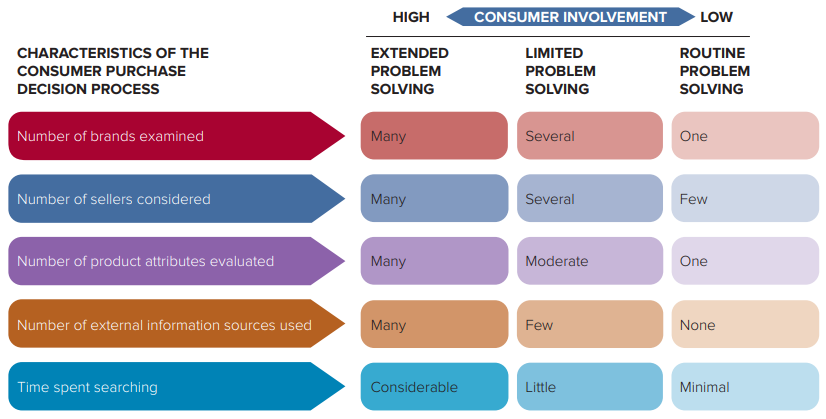 HIGH CONSUMER INVOLVEMENT LOW
CHARACTERISTICS OF THE
CONSUMER PURCHASE
DECISION PROCESS
EXTENDED
PROBLEM
SOLVING
LIMITED
PROBLEM
SOLVING
ROUTINE
PROBLEM
SOLVING
Number of brands examined Many Several One
Number of sellers considered Many Several Few
Number of product attributes evaluated Many Moderate One
Number of external information sources used Many Few None
Time spent searching Considerable Little Minimal